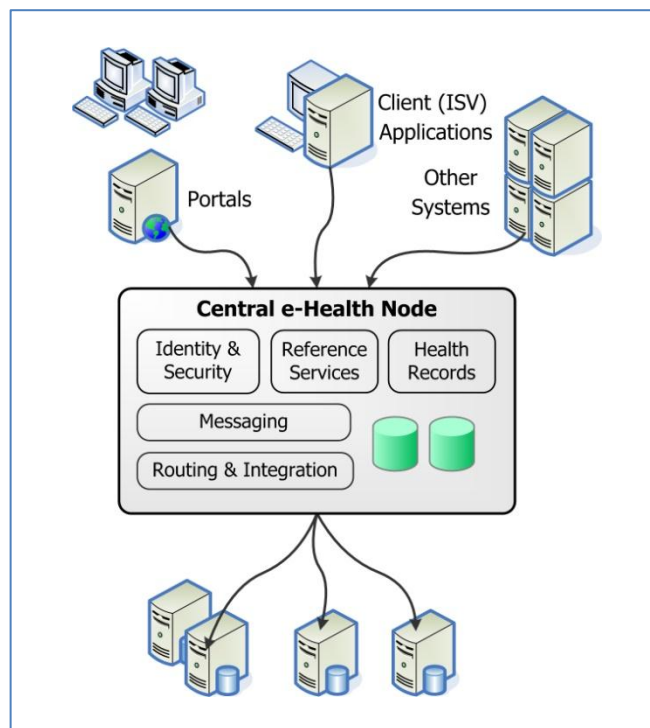 Client (ISV)
Applications
Portals
Other
Systems
Central e-Health Node
Identity &
Security
Reference
Services
Health
Records
Messaging
Routing & Integration